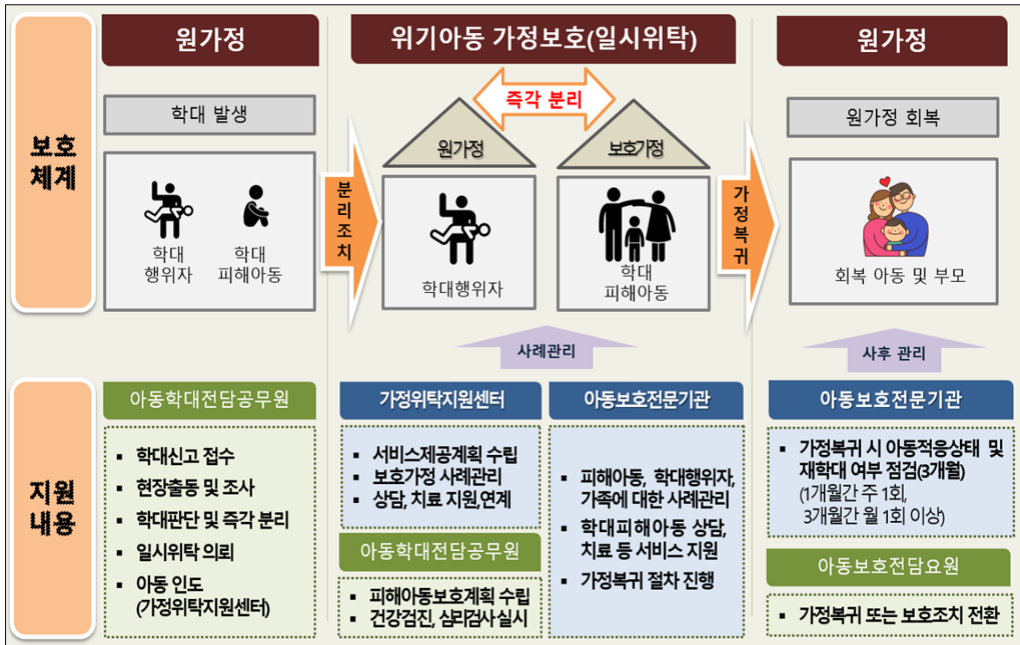 원가정
위기아동 가정보호(일시위탁)
원가정
보호
체계
학대 발생
학대
행위자
학대
피해아동
분리조치
즉각 분리
원가정
보호가정
학대행위자
학대
피해아동
가정복귀
원가정 회복
회복 아동 및 부모
사례관리
사후 관리
지원
내용
아동학대전담공무원
▪ 학대신고 접수
▪ 현장출동 및 조사
▪ 학대판단 및 즉각 분리
▪ 일시위탁 의뢰
▪ 아동 인도
(가정위탁지원센터)
가정위탁지원센터
▪ 서비스제공계획 수립
▪ 보호가정 사례관리
▪ 상담, 치료 지원,연계
아동학대전담공무원
▪ 피해아동보호계획 수립
▪ 건강검진, 심리검사 실시
아동보호전문기관
▪ 피해아동, 학대행위자,
가족에 대한 사례관리
▪ 학대피해아동 상담,
치료 등 서비스 지원
▪ 가정복귀 절차 진행
아동보호전문기관
▪ 가정복귀 시 아동적응상태 및
재학대 여부 점검(3개월)
(1개월간 주 1회,
3개월간 월 1회 이상)
아동보호전담요원
▪ 가정복귀 또는 보호조치 전환